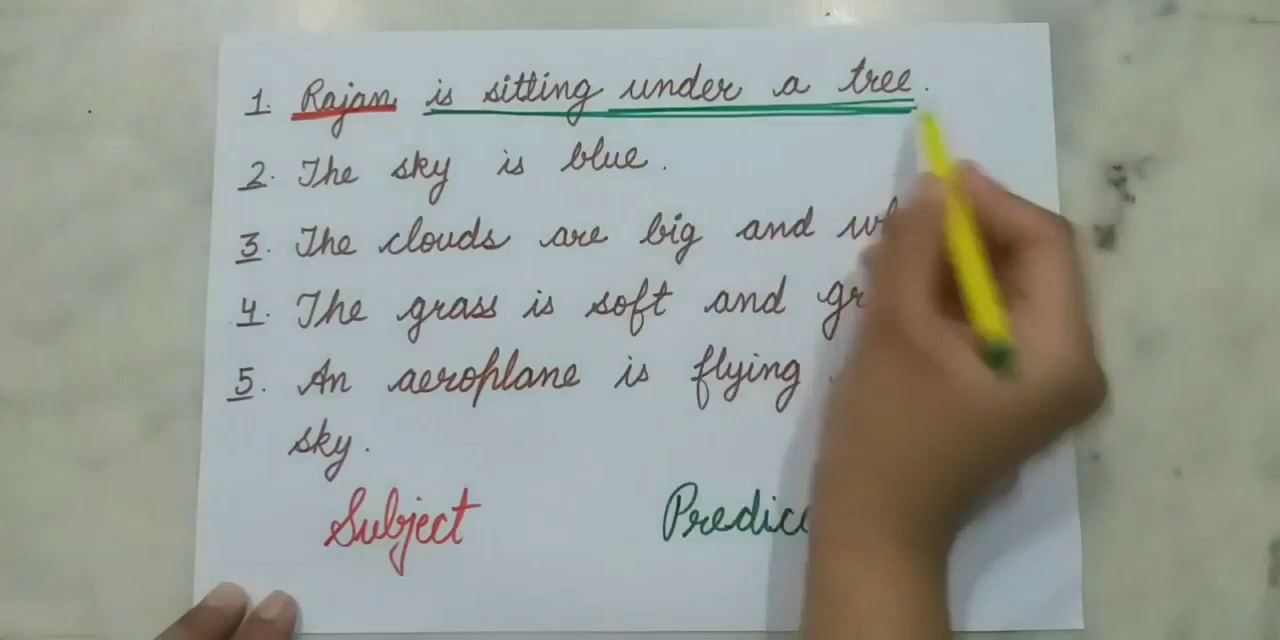 1. Rajan is sitting under a tree.
2. The sky is blue.
3. The clouds are big and
4. The grass is soft and
5. An aeroplane is flying
sky.
Subject